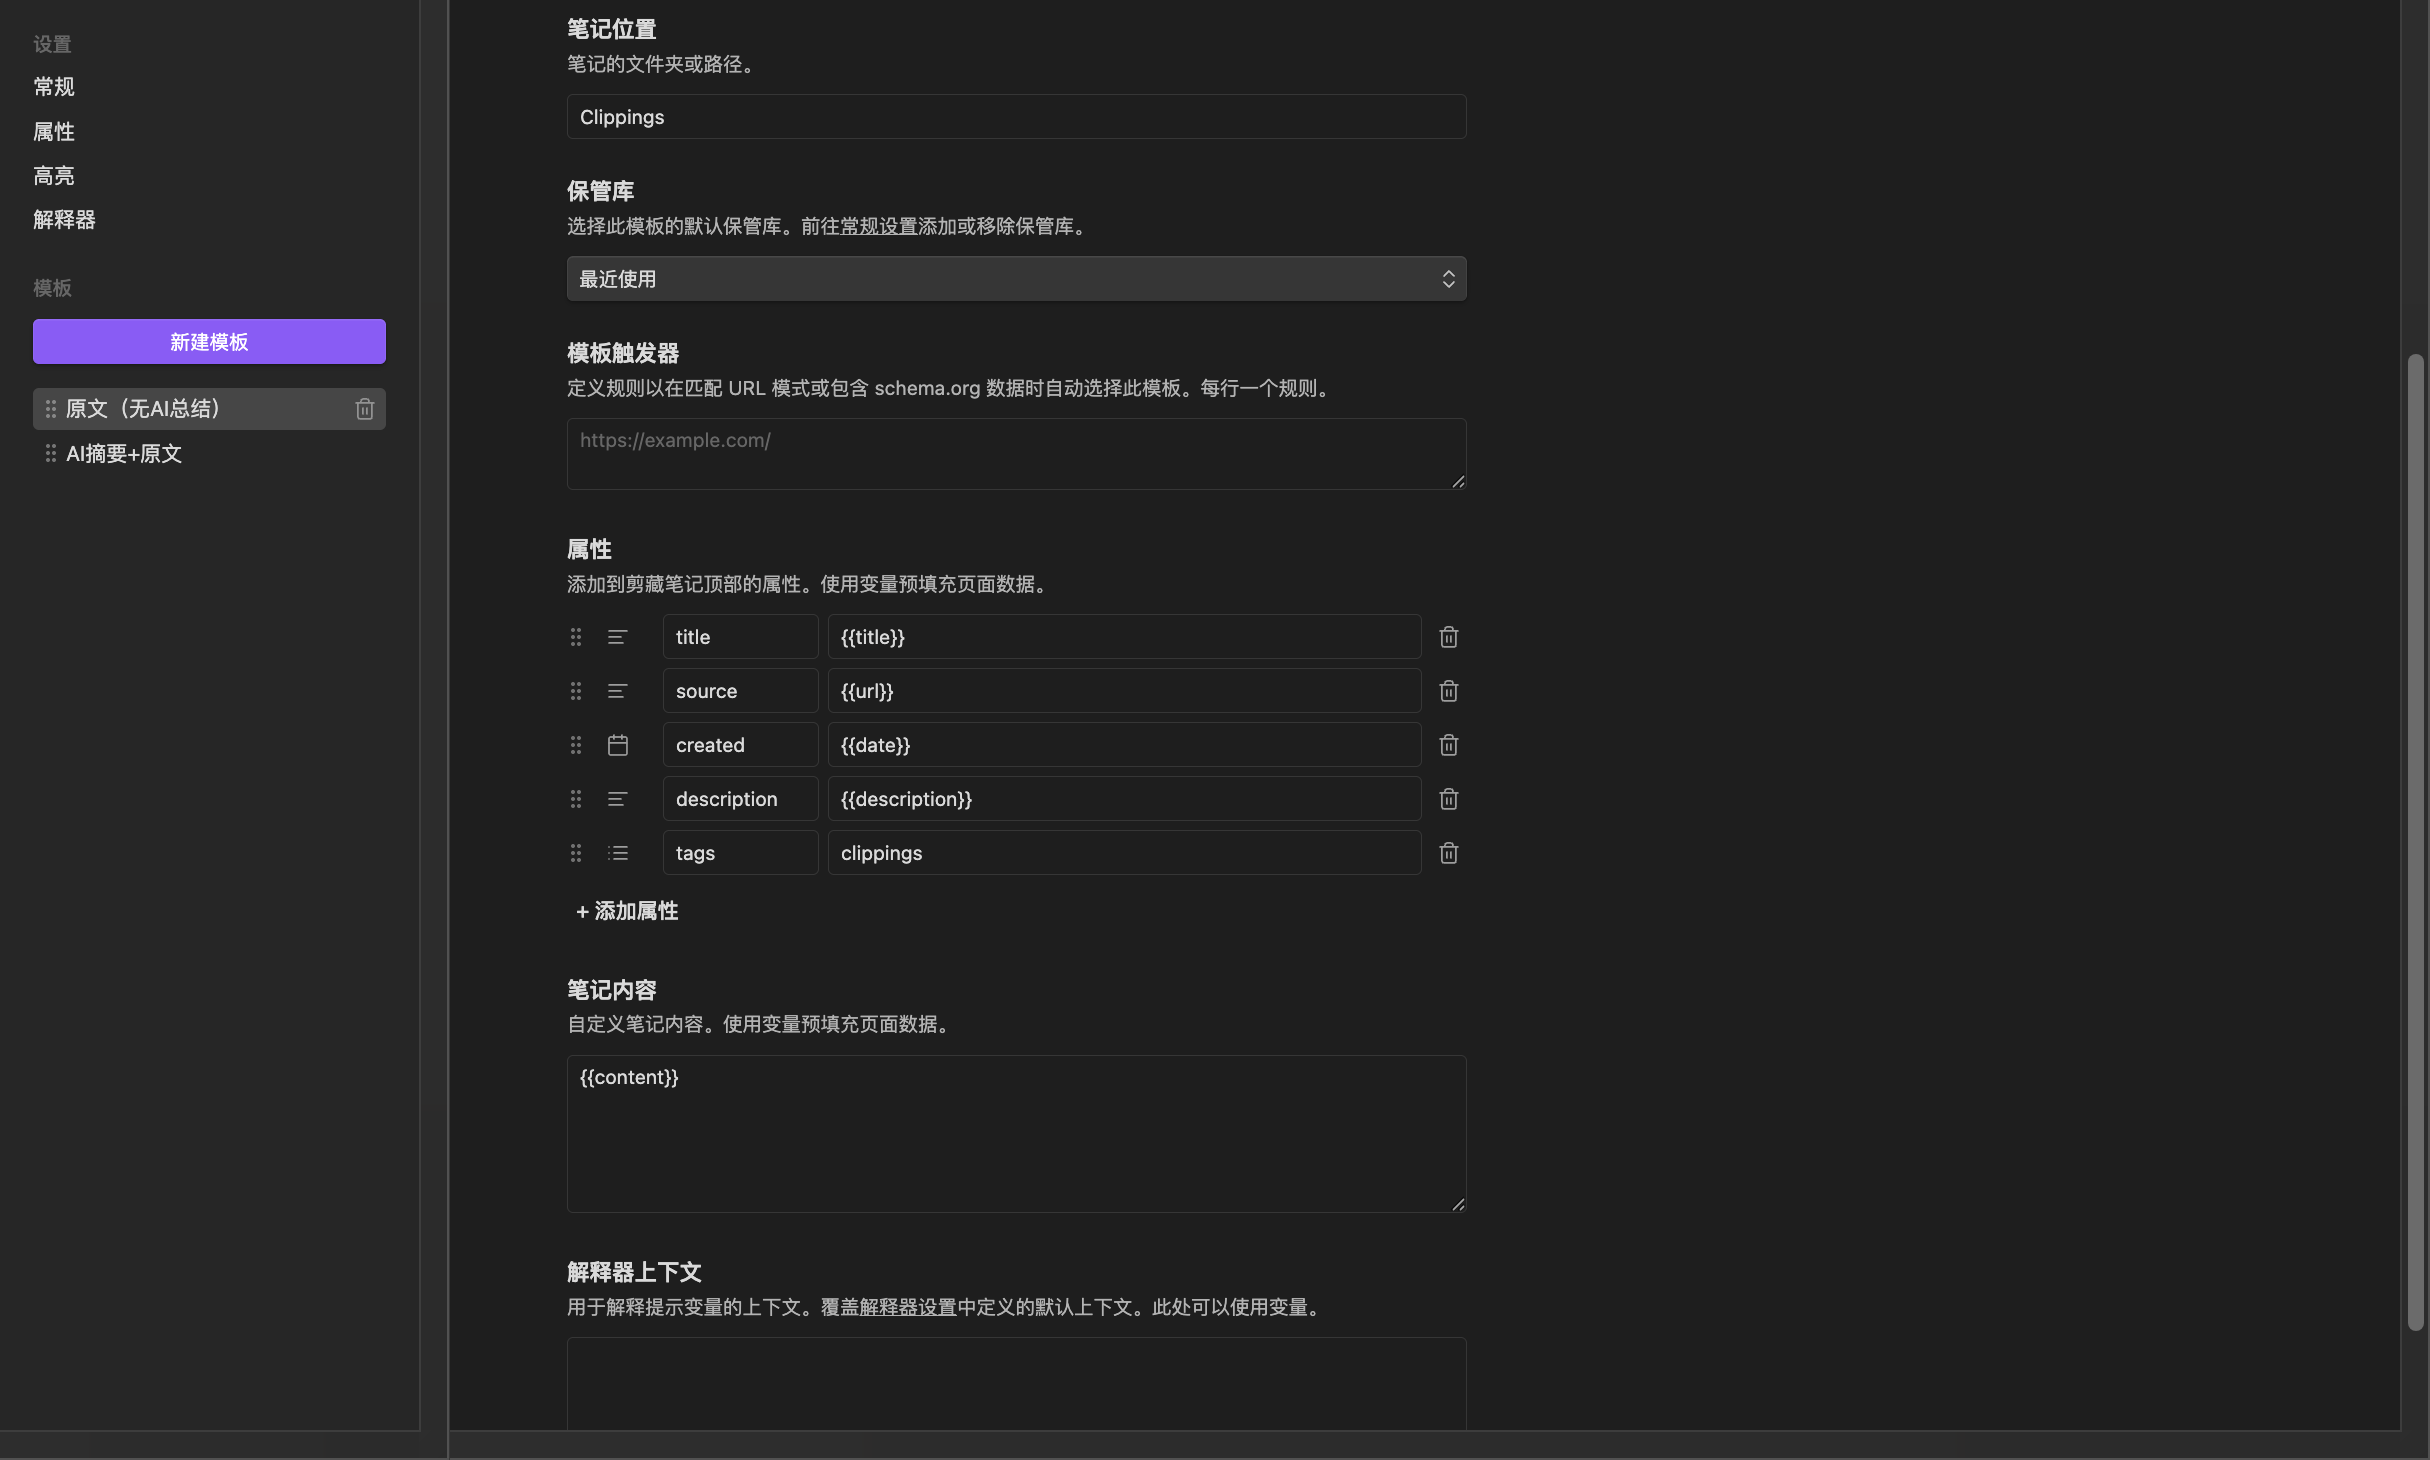 设置
常规
属性
高亮
解释器
模板
新建模板
原文（无AI总结）
AI摘要+原文
笔记位置
笔记的文件夹或路径。
Clippings
保管库
选择此模板的默认保管库。前往常规设置添加或移除保管库。
最近使用
模板触发器
定义规则以在匹配 URL 模式或包含 schema.org 数据时自动选择此模板。每行一个规则。
https://example.com/
属性
添加到剪藏笔记顶部的属性。使用变量预填充页面数据。
title {{title}}
source {{url}}
created {{date}}
description {{description}}
tags clippings
+ 添加属性
笔记内容
自定义笔记内容。使用变量预填充页面数据。
{{content}}
解释器上下文
用于解释提示变量的上下文。覆盖解释器设置中定义的默认上下文。此处可以使用变量。